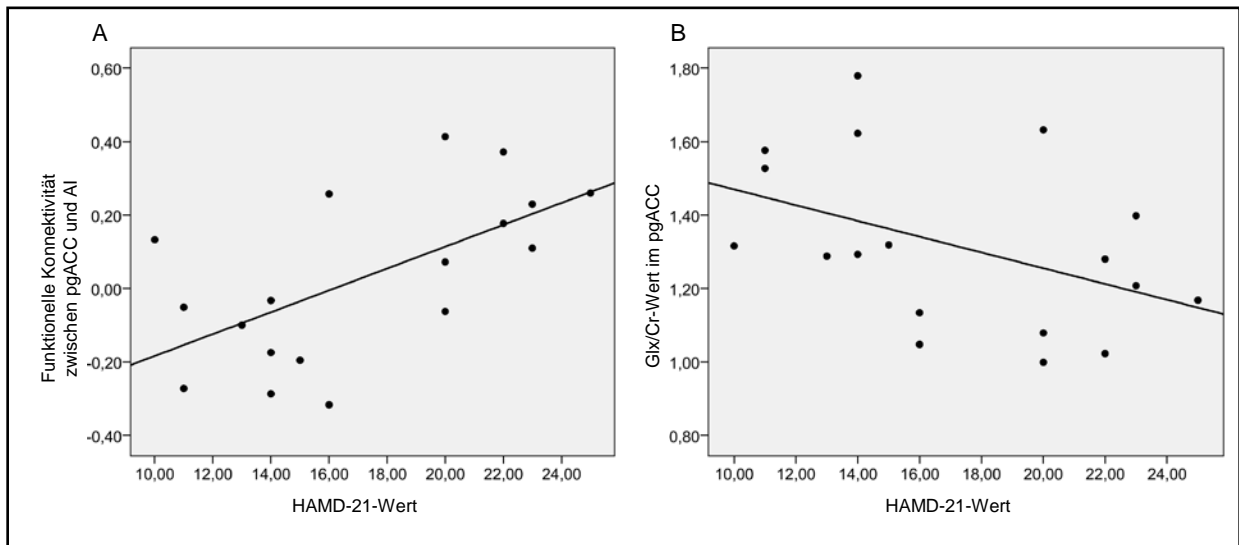 A
Funktionelle Konnektivität
zwischen pgACC und AI
0,60
0,40
0,20
0,00
-0,20
-0,40
10,00 12,00 14,00 16,00 18,00 20,00 22,00 24,00
HAMD-21-Wert
B
Glx/Cr-Wert im pgACC
1,80
1,60
1,40
1,20
1,00
0,80
10,00 12,00 14,00 16,00 18,00 20,00 22,00 24,00
HAMD-21-Wert